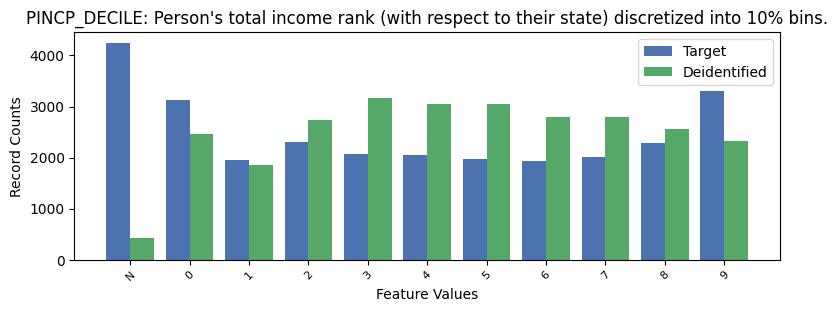 PINCP_DECILE: Person's total income rank (with respect to their state) discretized into 10% bins.
Target
Deidentified
Record Counts
4000
3000
2000
1000
0
N 0 1 2 3 4 5 6 7 8 9
Feature Values